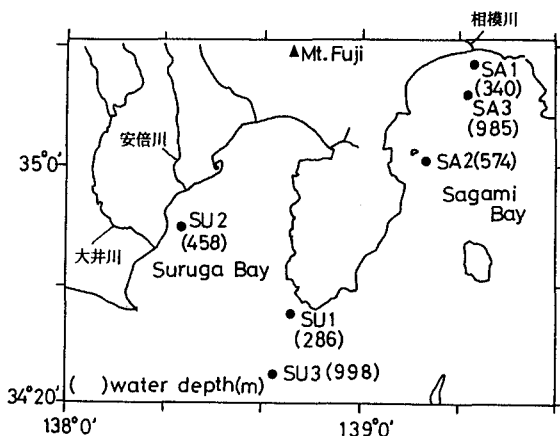 相模川
Mt. Fuji
SA1
(340)
SA3
(985)
安倍川
35°0'
SA2(574)
Sagami
Bay
SU2
(458)
大井川
Suruga Bay
SU1
(286)
SU3(998)
( )water depth(m)
34°20'
138°0'
139°0'